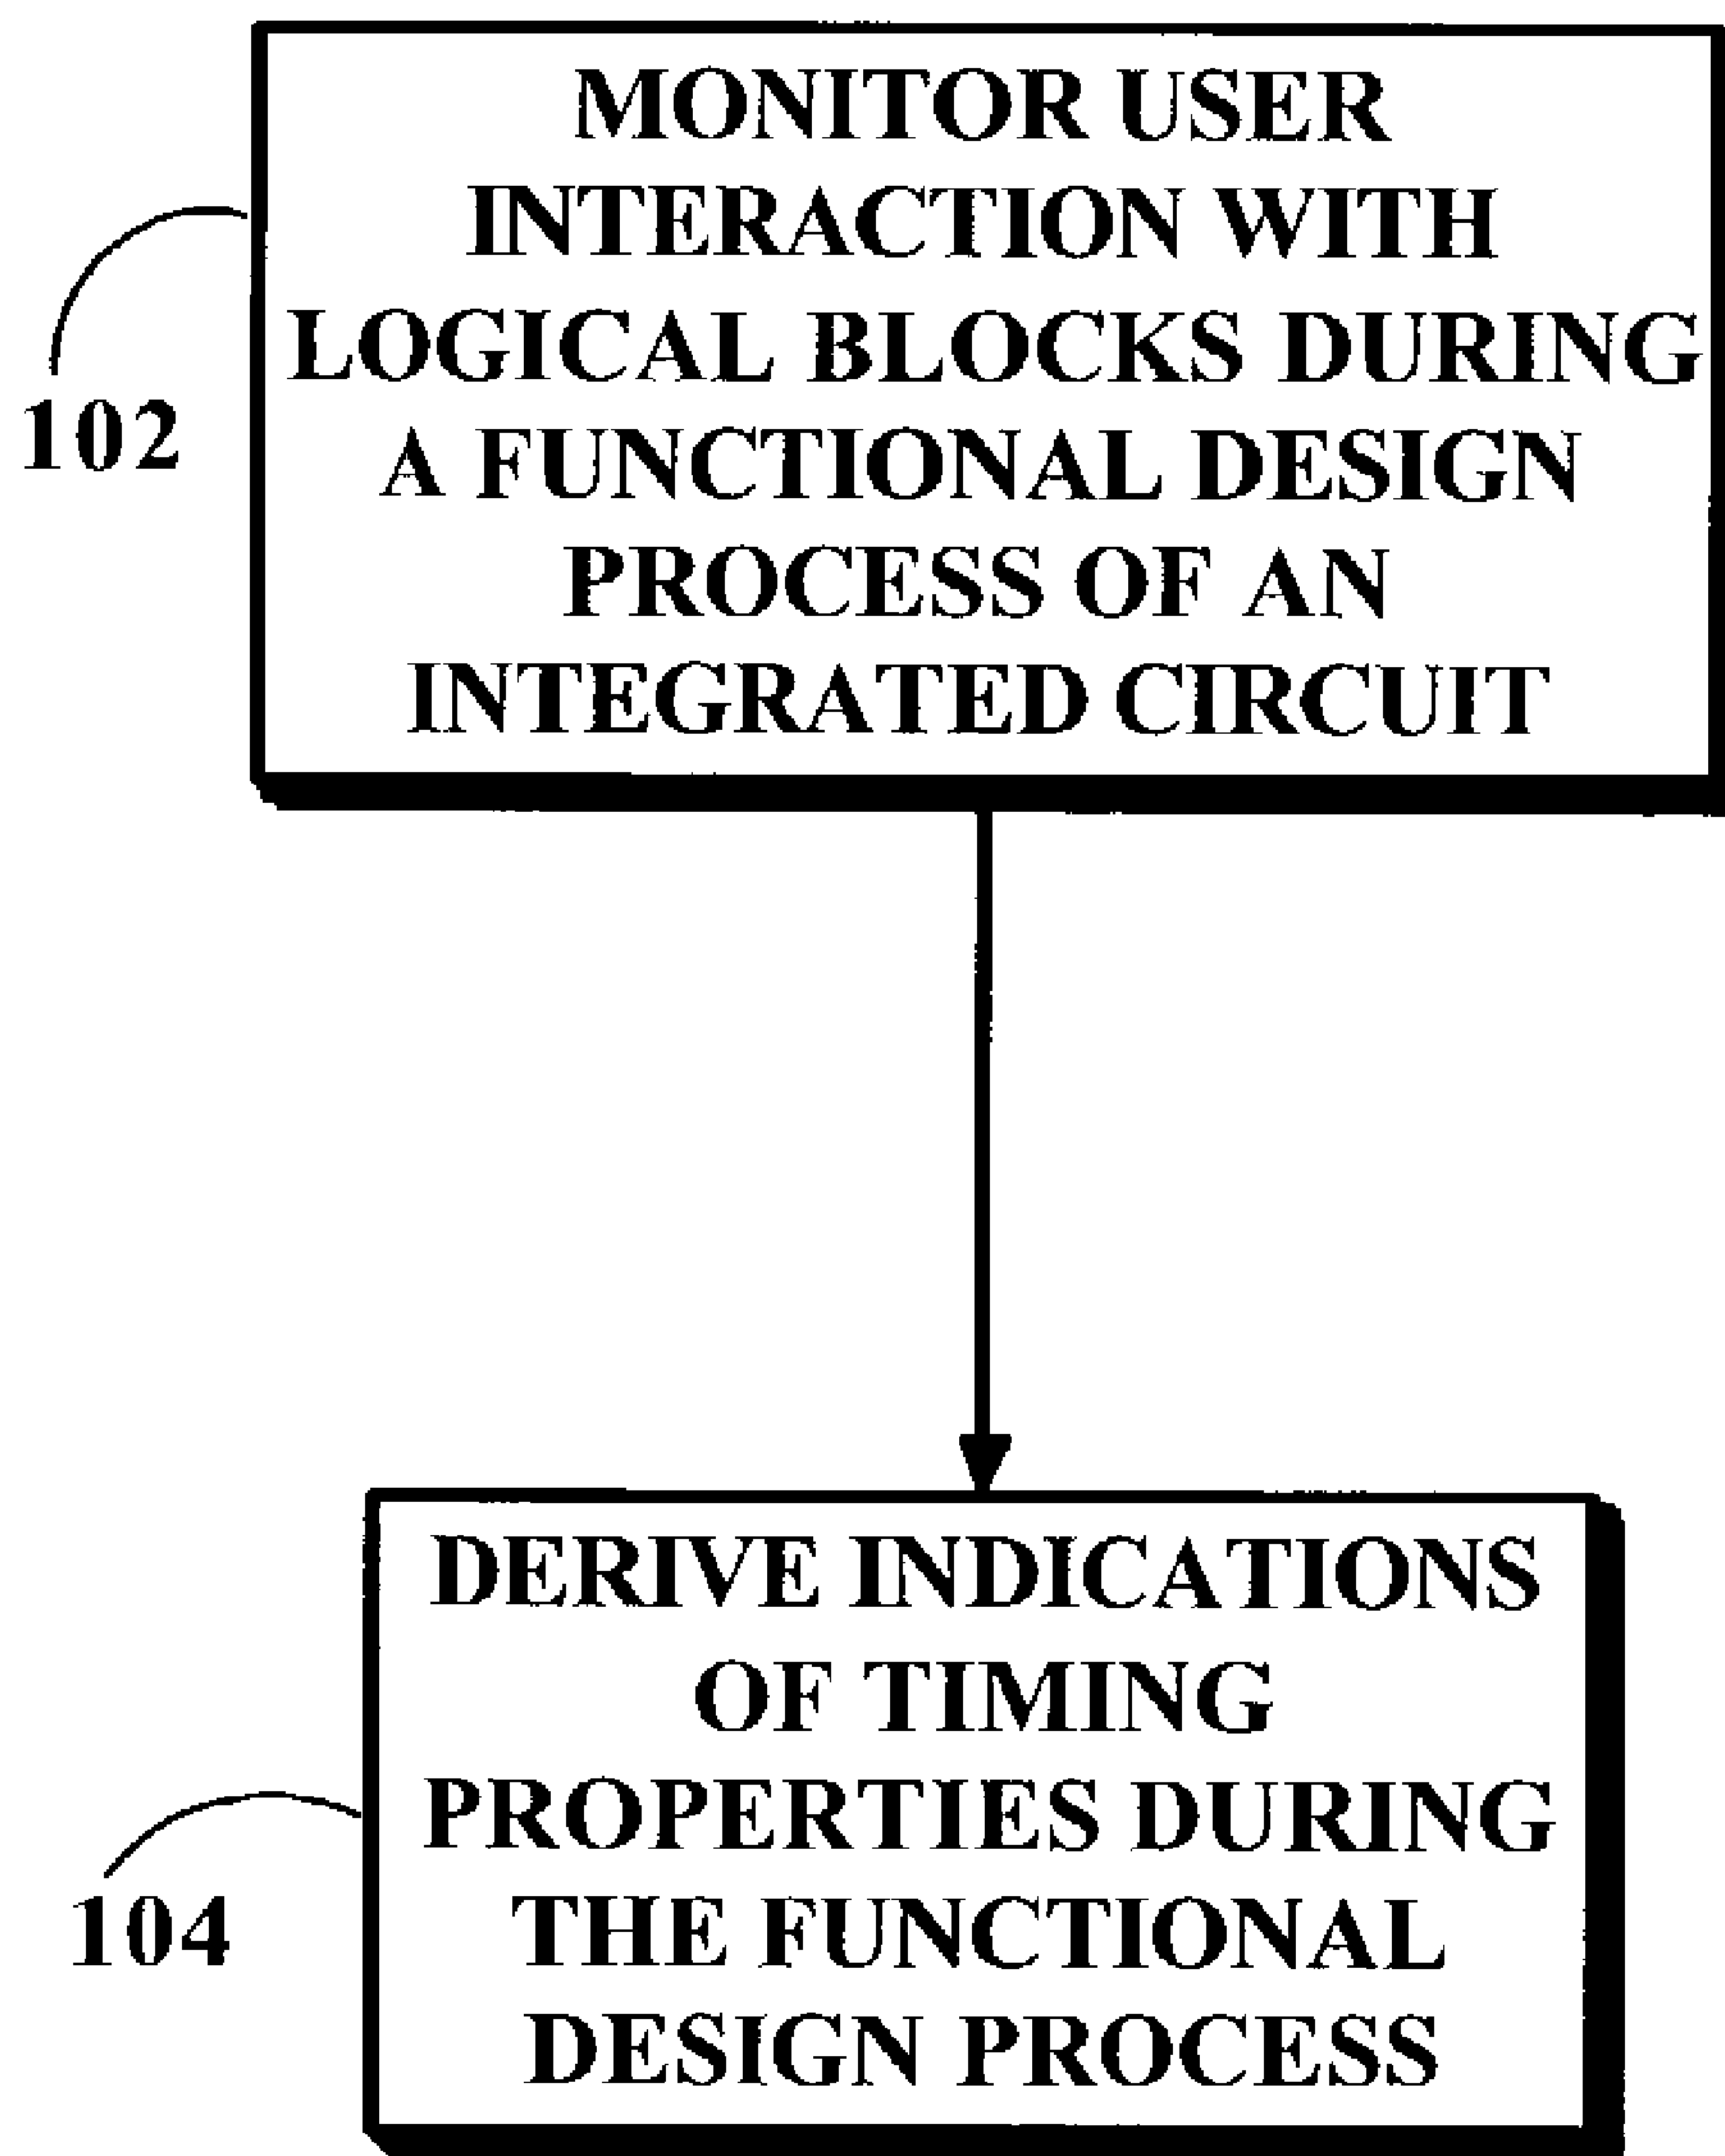 MONITOR USER
INTERACTION WITH
LOGICAL BLOCKS DURING
A FUNCTIONAL DESIGN
PROCESS OF AN
INTEGRATED CIRCUIT
102
DERIVE INDICATIONS
OF TIMING
PROPERTIES DURING
THE FUNCTIONAL
DESIGN PROCESS
104